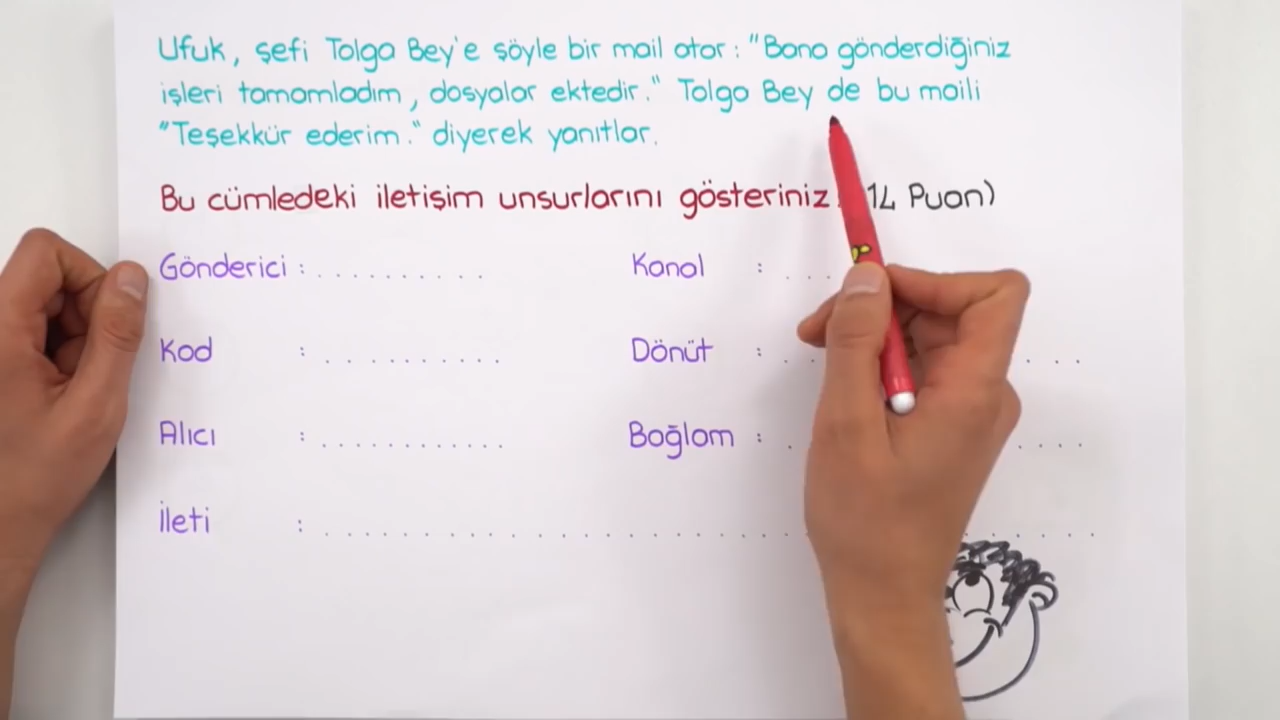 Ufuk, şefi Tolga Bey'e şöyle bir mail atar: "Bana gönderdiğiniz
işleri tamamladım, dosyalar ektedir." Tolga Bey de bu maili
"Teşekkür ederim." diyerek yanıtlar.
Bu cümledeki iletişim unsurlarını gösteriniz. 14 Puan)
Gönderici : . . . . . . . . . . Kanal : . . .
Kod : . . . . . . . . . . Dönüt : . . . . .
Alıcı : . . . . . . . . . . . Bağlam : . . . . .
İleti : . . . . . . . . . . . . . . . . . . . . . . .